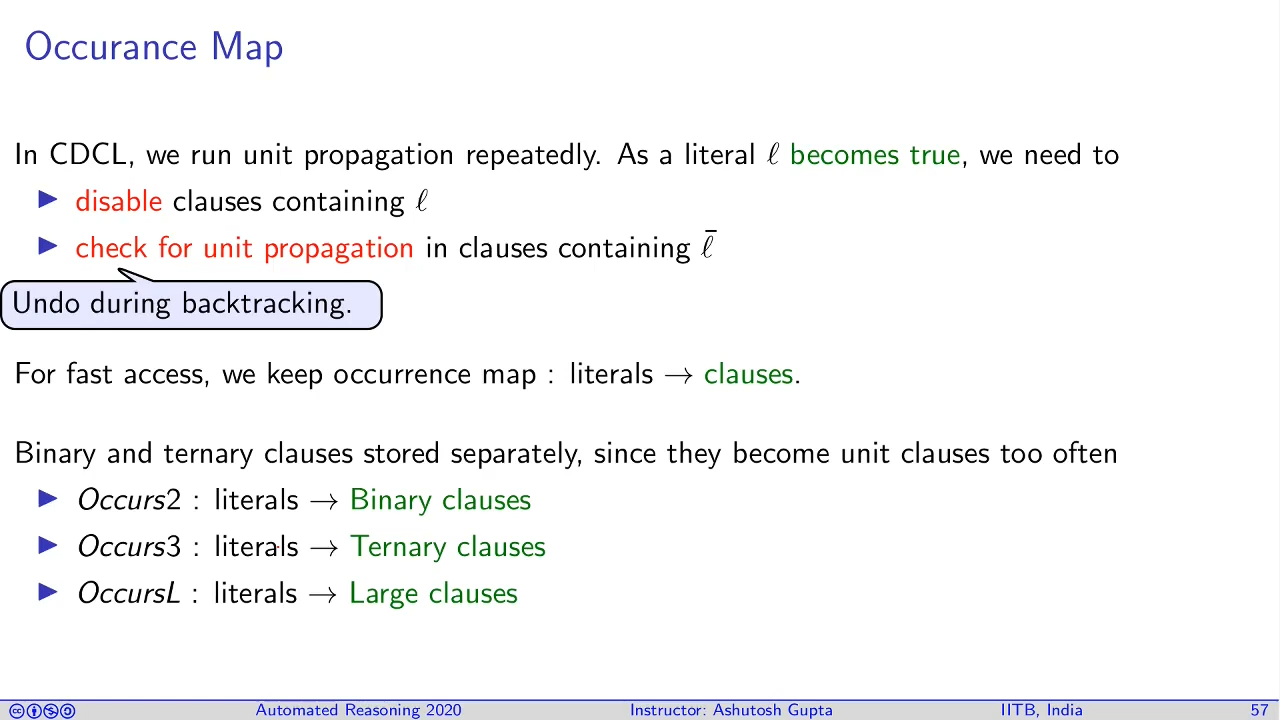 Occurance Map
In CDCL, we run unit propagation repeatedly. As a literal ℓ becomes true, we need to
▶ disable clauses containing ℓ
▶ check for unit propagation in clauses containing ℓ̄
Undo during backtracking.
For fast access, we keep occurrence map : literals → clauses.
Binary and ternary clauses stored separately, since they become unit clauses too often
▶ Occurs2 : literals → Binary clauses
▶ Occurs3 : literals → Ternary clauses
▶ OccursL : literals → Large clauses
Automated Reasoning 2020 Instructor: Ashutosh Gupta IITB, India 57